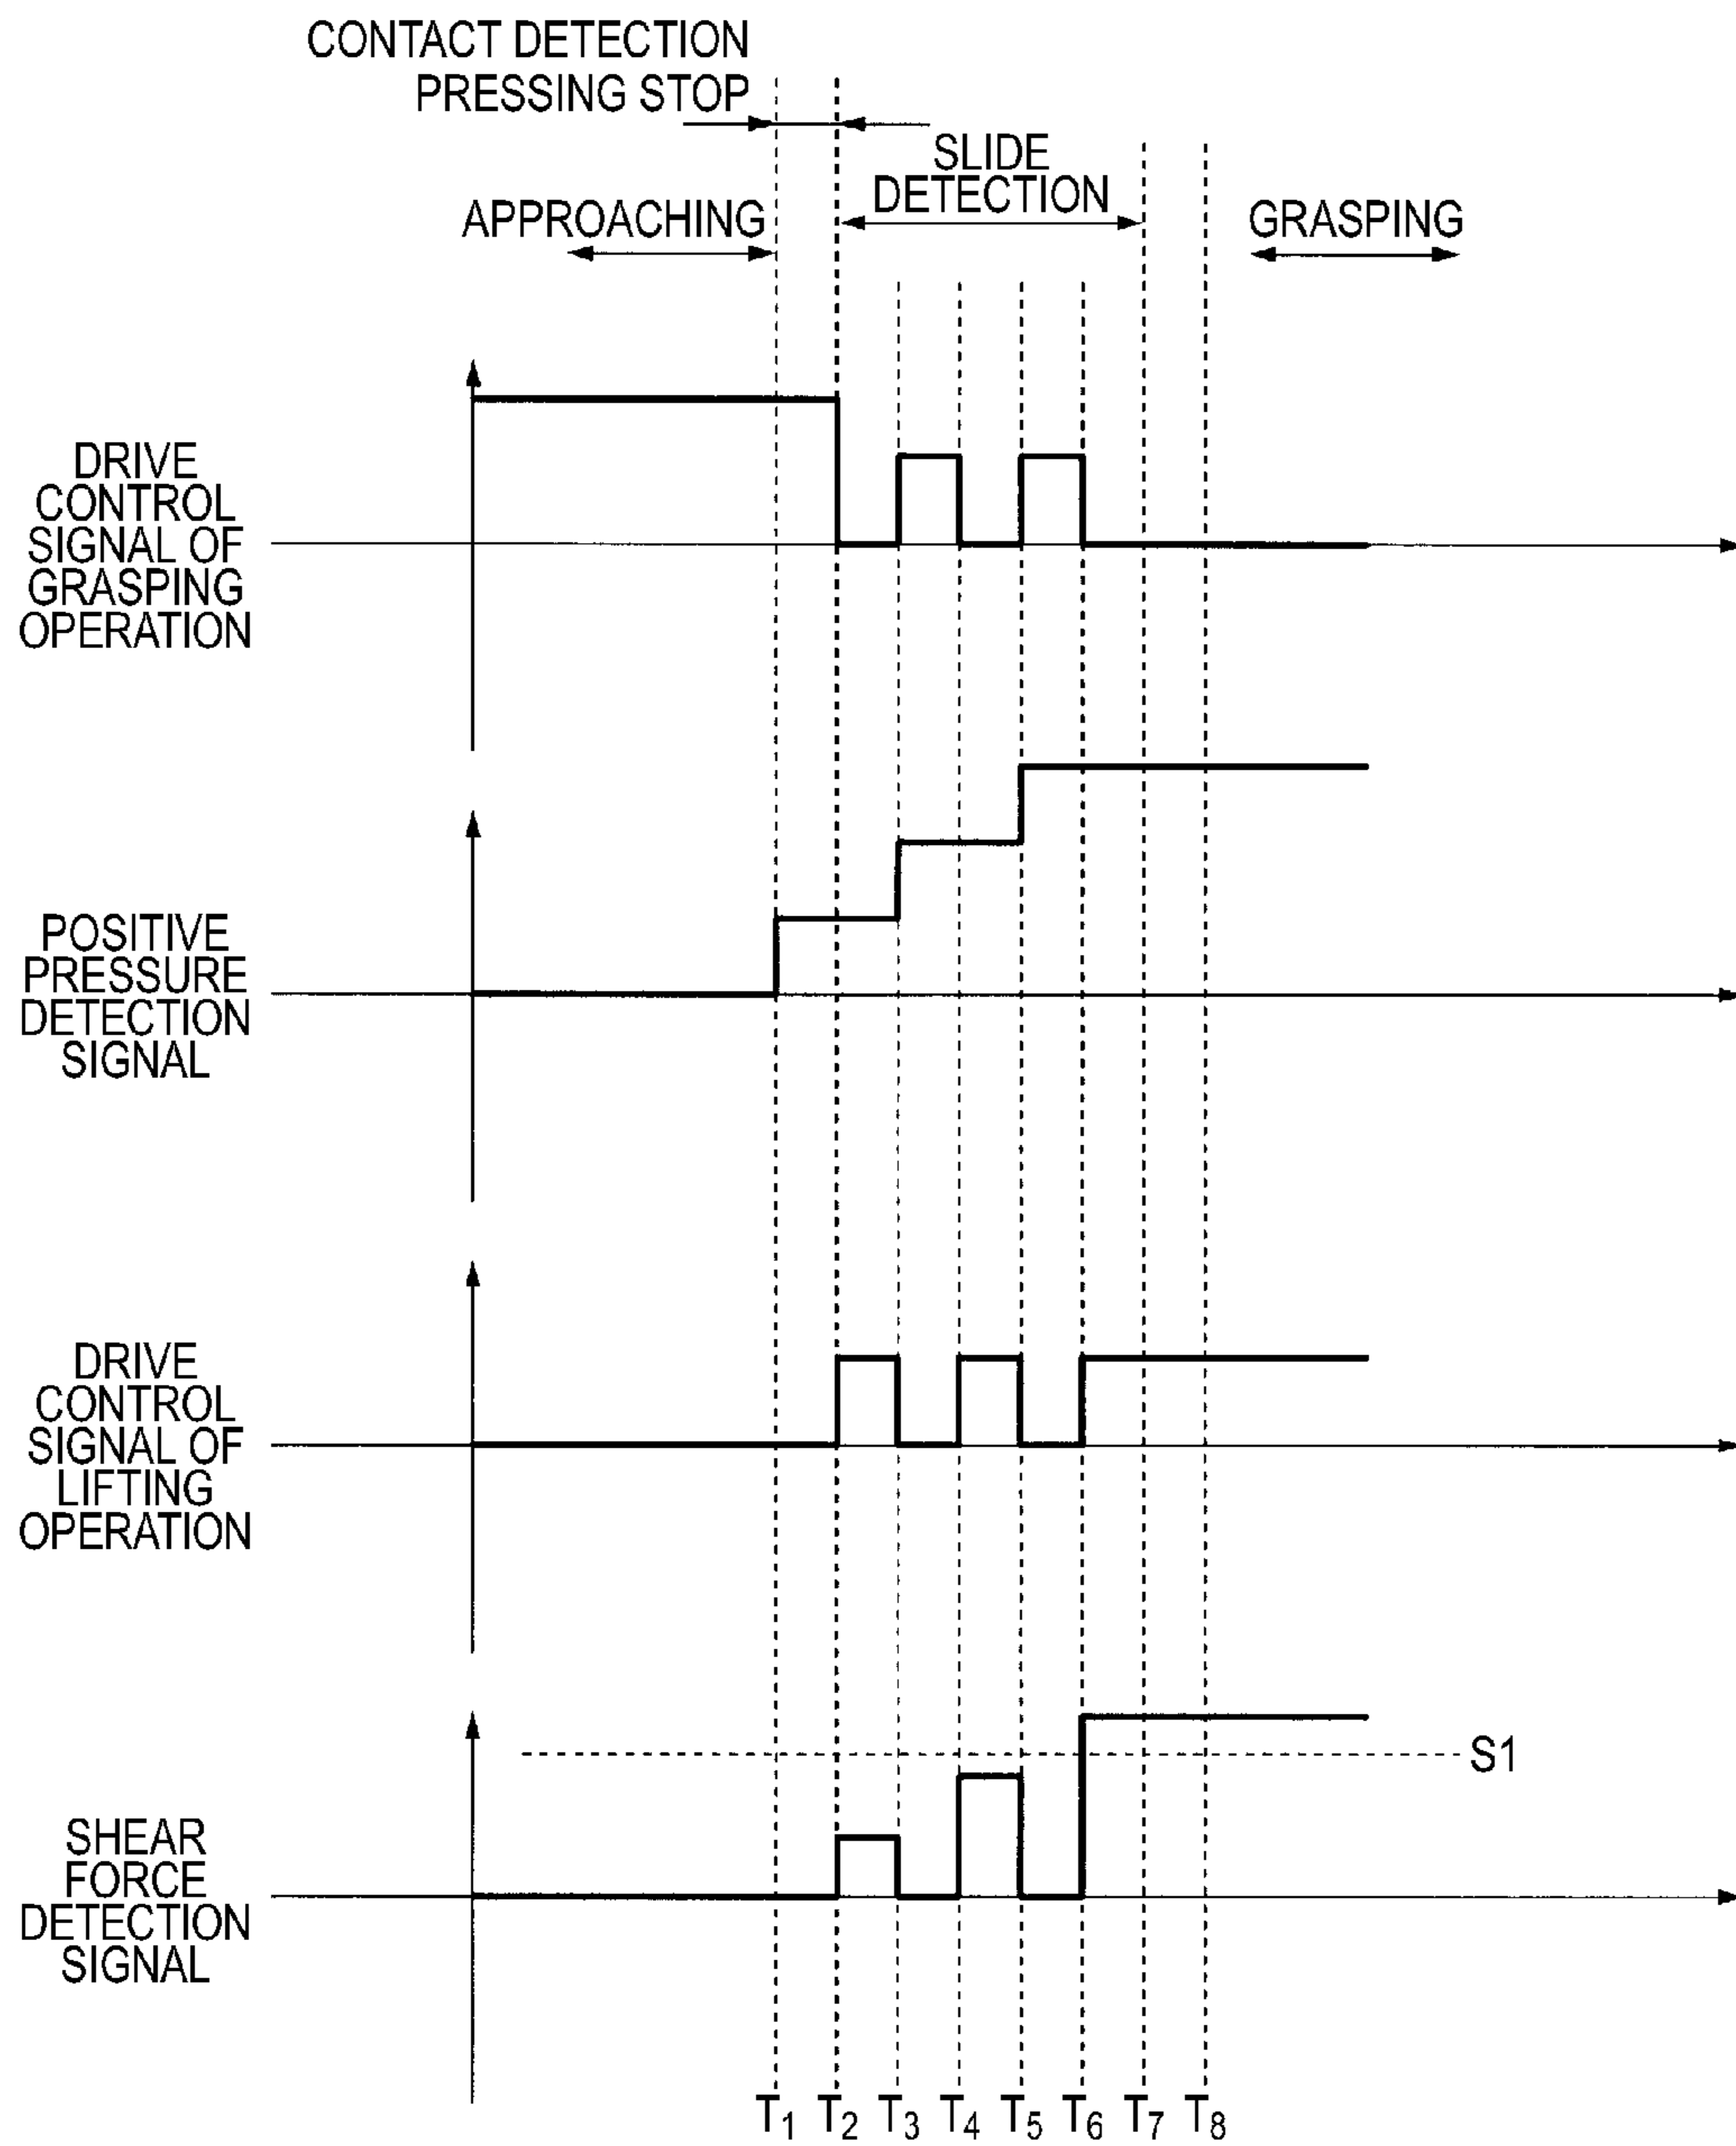 CONTACT DETECTION
PRESSING STOP
SLIDE
DETECTION
APPROACHING
GRASPING
DRIVE
CONTROL
SIGNAL OF
GRASPING
OPERATION
POSITIVE
PRESSURE
DETECTION
SIGNAL
DRIVE
CONTROL
SIGNAL OF
LIFTING
OPERATION
S1
SHEAR
FORCE
DETECTION
SIGNAL
T1 T2 T3 T4 T5 T6 T7 T8